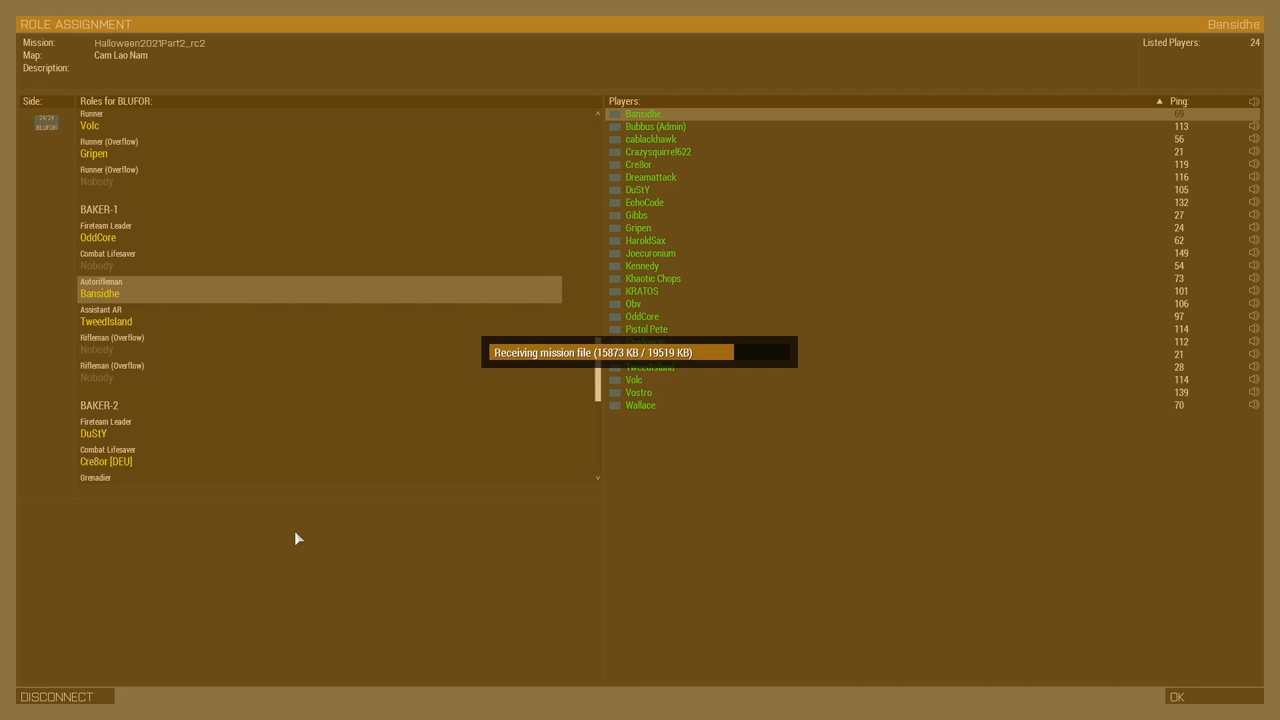 ROLE ASSIGNMENT
Bansidhe
Mission: Halloween2021Part2_rc2
Map: Cam Lao Nam
Description:
Listed Players: 24
Side:
24/24
BLUFOR
Roles for BLUFOR:
Runner
Volc
Runner (Overflow)
Gripen
Runner (Overflow)
Nobody
BAKER-1
Fireteam Leader
OddCore
Combat Lifesaver
Nobody
Autorifleman
Bansidhe
Assistant AR
TweedIsland
Rifleman (Overflow)
Nobody
Rifleman (Overflow)
Nobody
BAKER-2
Fireteam Leader
DuStY
Combat Lifesaver
Cre8or [DEU]
Grenadier
Players: Ping:
Bansidhe 69
Bubbus (Admin) 113
cablackhawk 56
Crazysquirrel622 21
Cre8or 119
Dreamattack 116
DuStY 105
EchoCode 132
Gibbs 27
Gripen 24
HaroldSax 62
Joecuronium 149
Kennedy 54
Khaotic Chops 73
KRATOS 101
Obv 106
OddCore 97
Pistol Pete 114
112
21
TweedIsland 28
Volc 114
Vostro 139
Wallace 70
Receiving mission file (15873 KB / 19519 KB)
DISCONNECT
OK